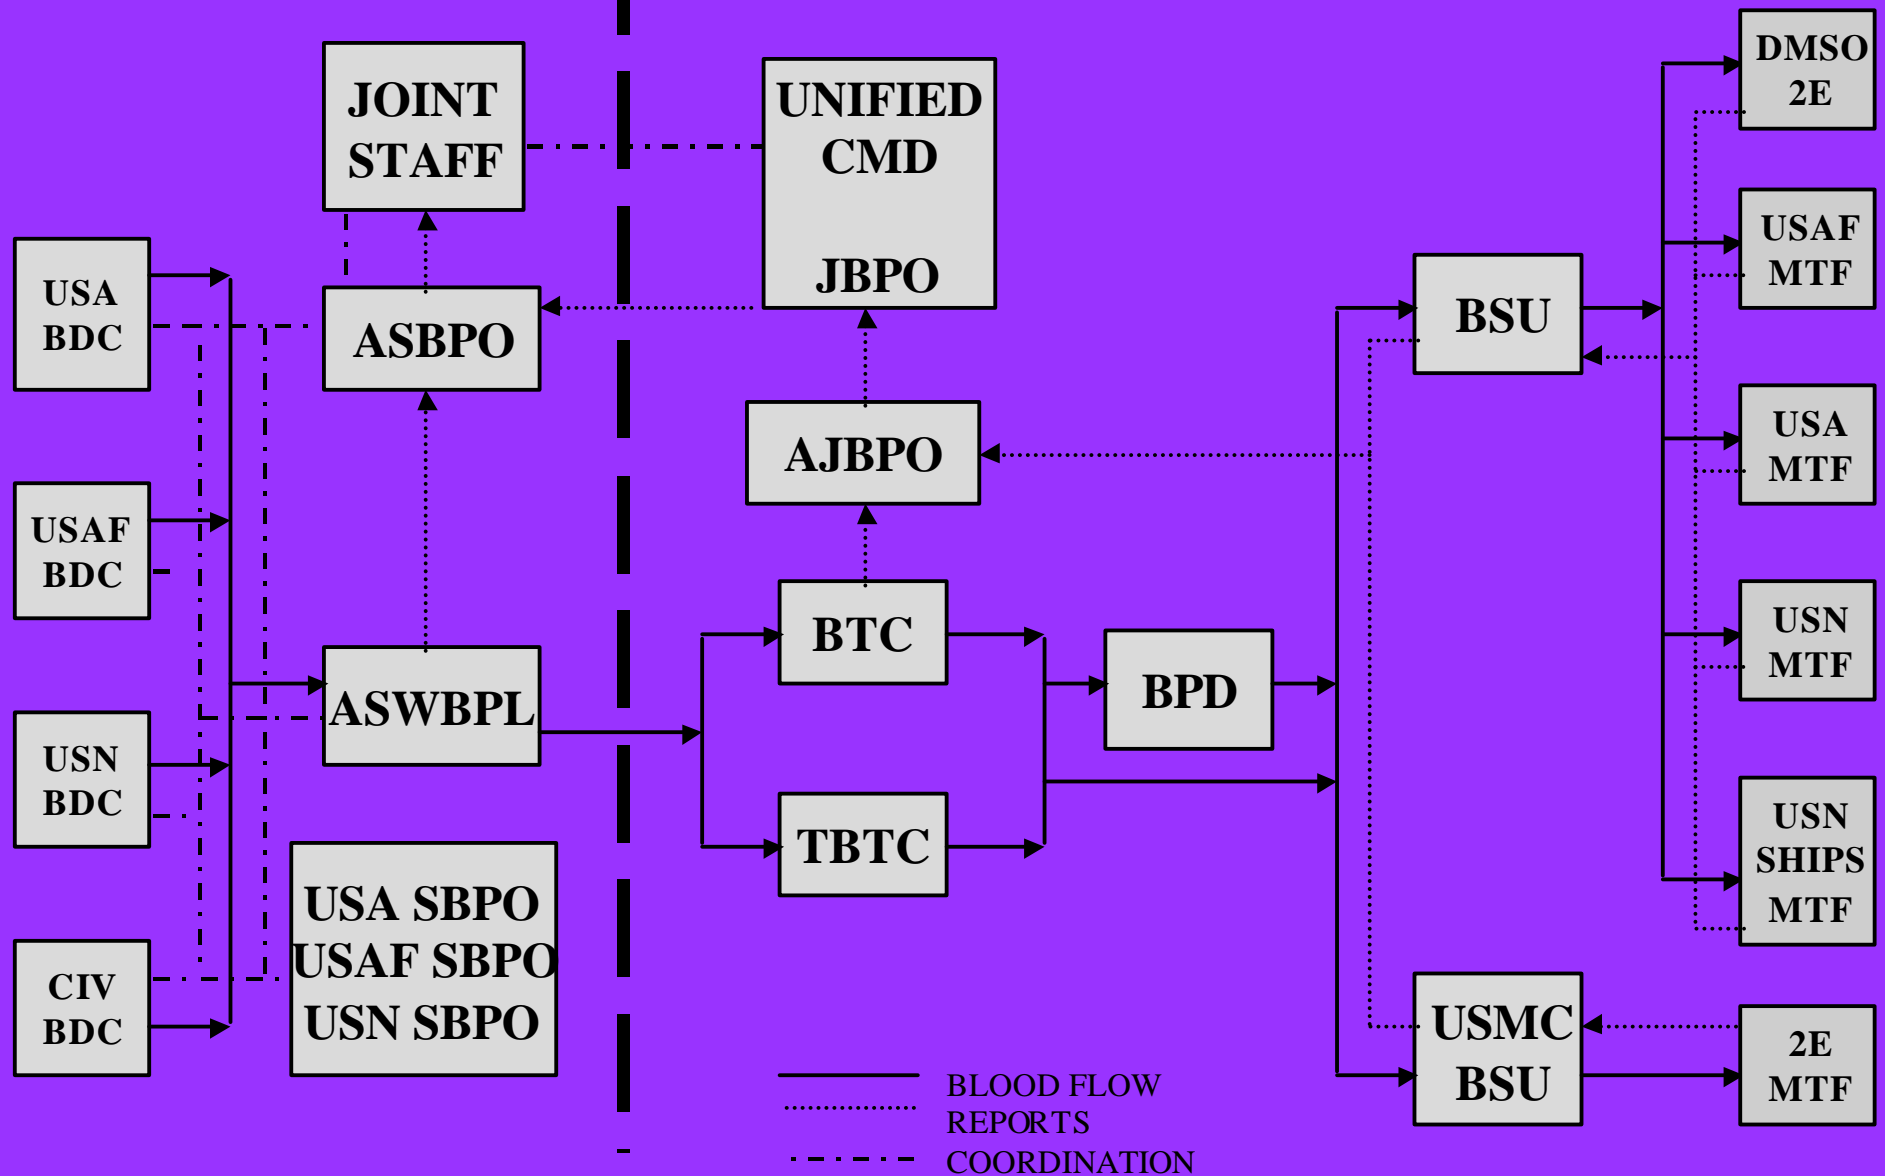 JOINT
STAFF
UNIFIED
CMD
JBPO
DMSO
2E
USA
BDC
ASBPO
BSU
USAF
MTF
AJBPO
USA
MTF
USAF
BDC
BTC
BPD
USN
MTF
ASWBPL
USN
BDC
TBTC
USN
SHIPS
MTF
USA SBPO
USAF SBPO
USN SBPO
CIV
BDC
USMC
BSU
2E
MTF
BLOOD FLOW
REPORTS
COORDINATION